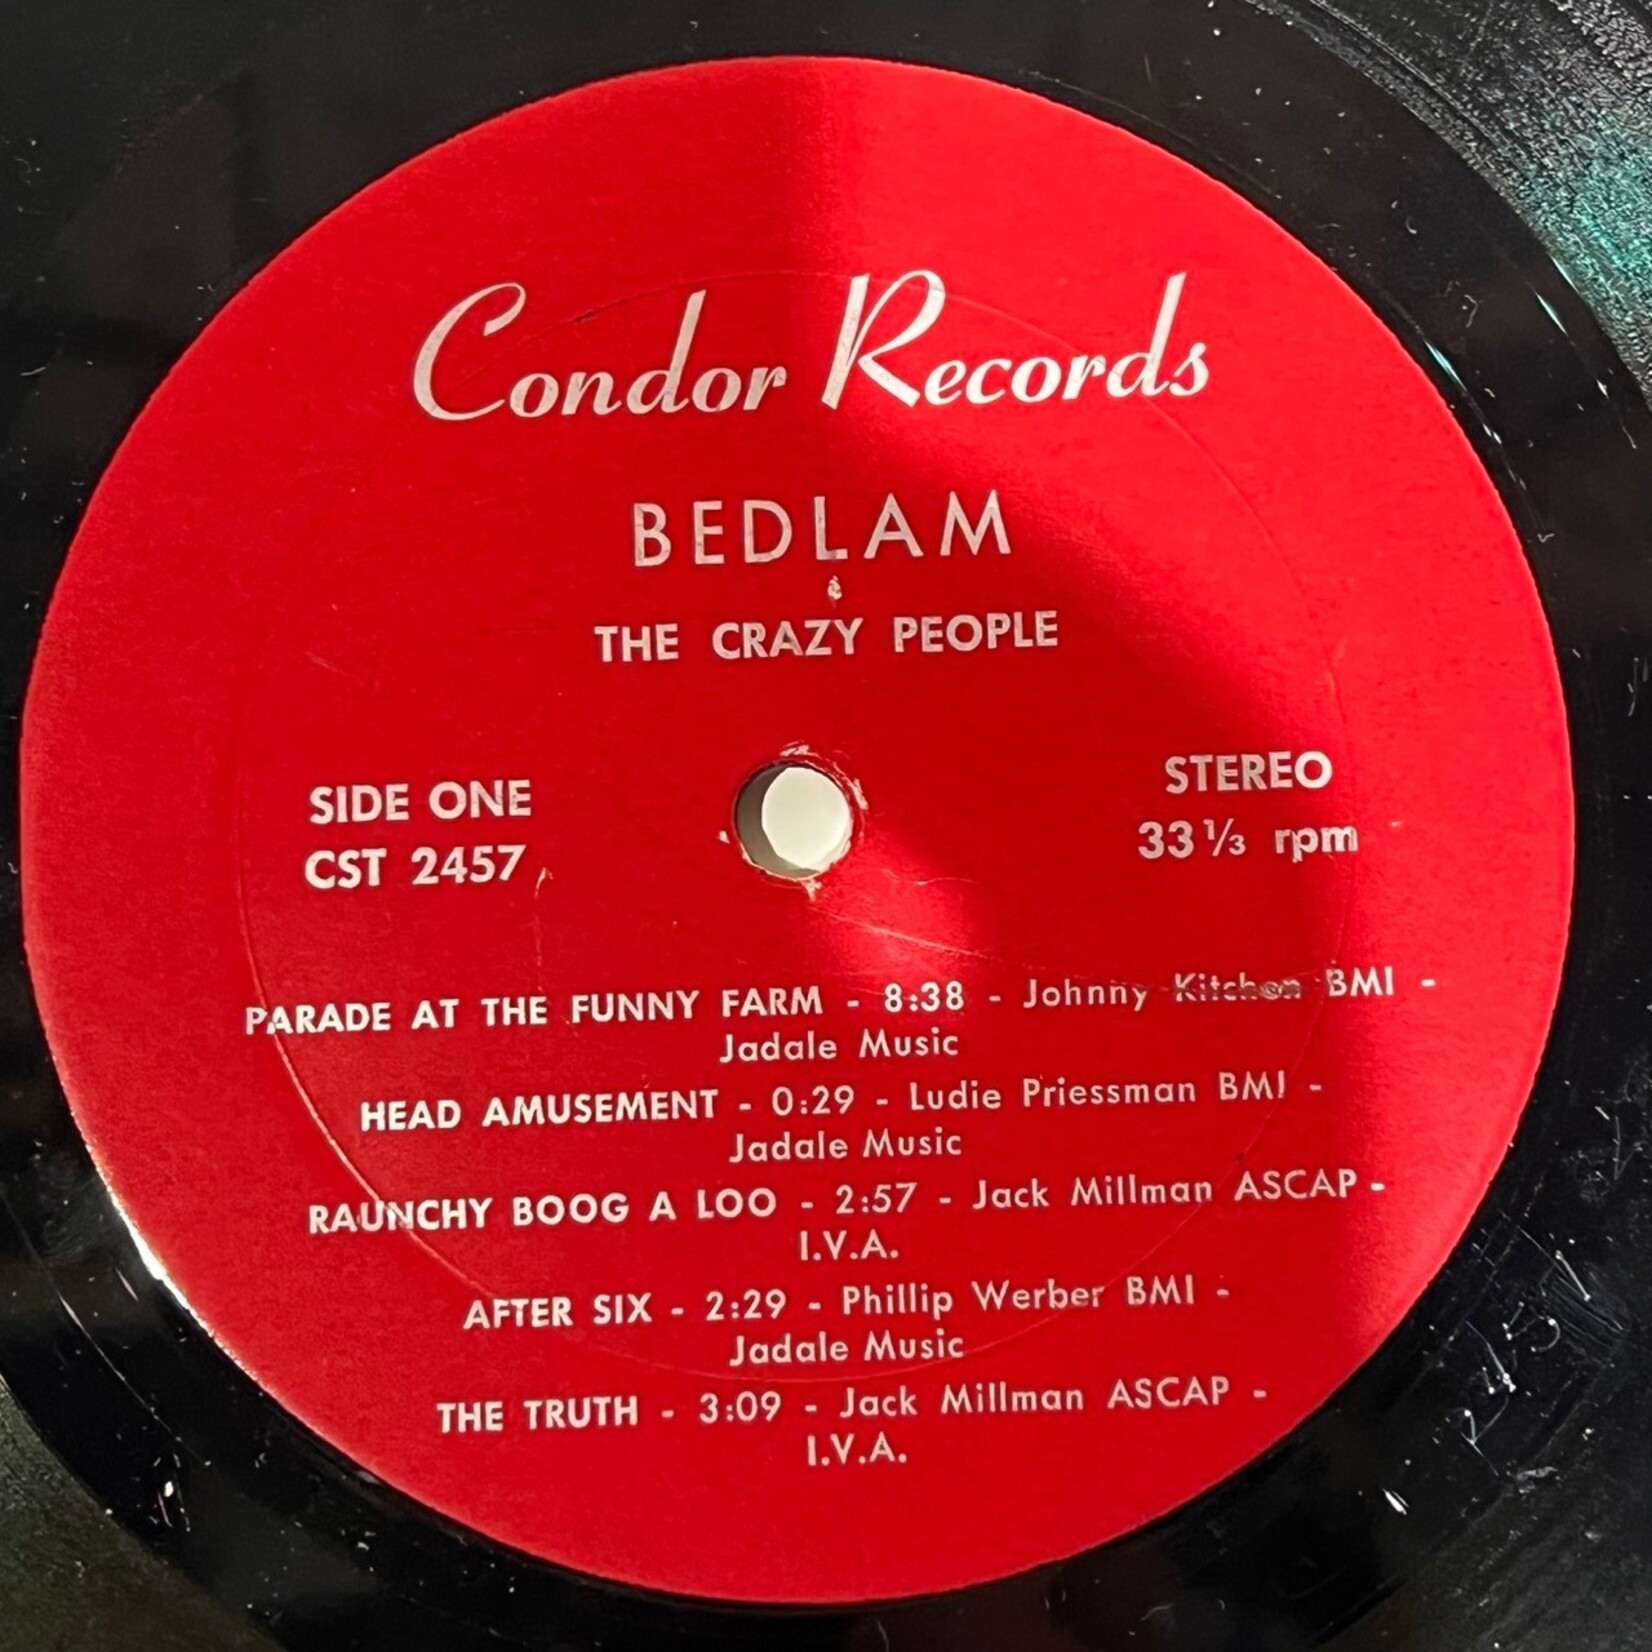 Condor Records
BEDLAM
THE CRAZY PEOPLE
SIDE ONE
CST 2457
STEREO
33⅓ rpm
PARADE AT THE FUNNY FARM - 8:38 - Johnny Kitchen BMI -
Jadale Music
HEAD AMUSEMENT - 0:29 - Ludie Priessman BMI -
Jadale Music
RAUNCHY BOOG A LOO - 2:57 - Jack Millman ASCAP -
I.V.A.
AFTER SIX - 2:29 - Phillip Werber BMI -
Jadale Music
THE TRUTH - 3:09 - Jack Millman ASCAP -
I.V.A.